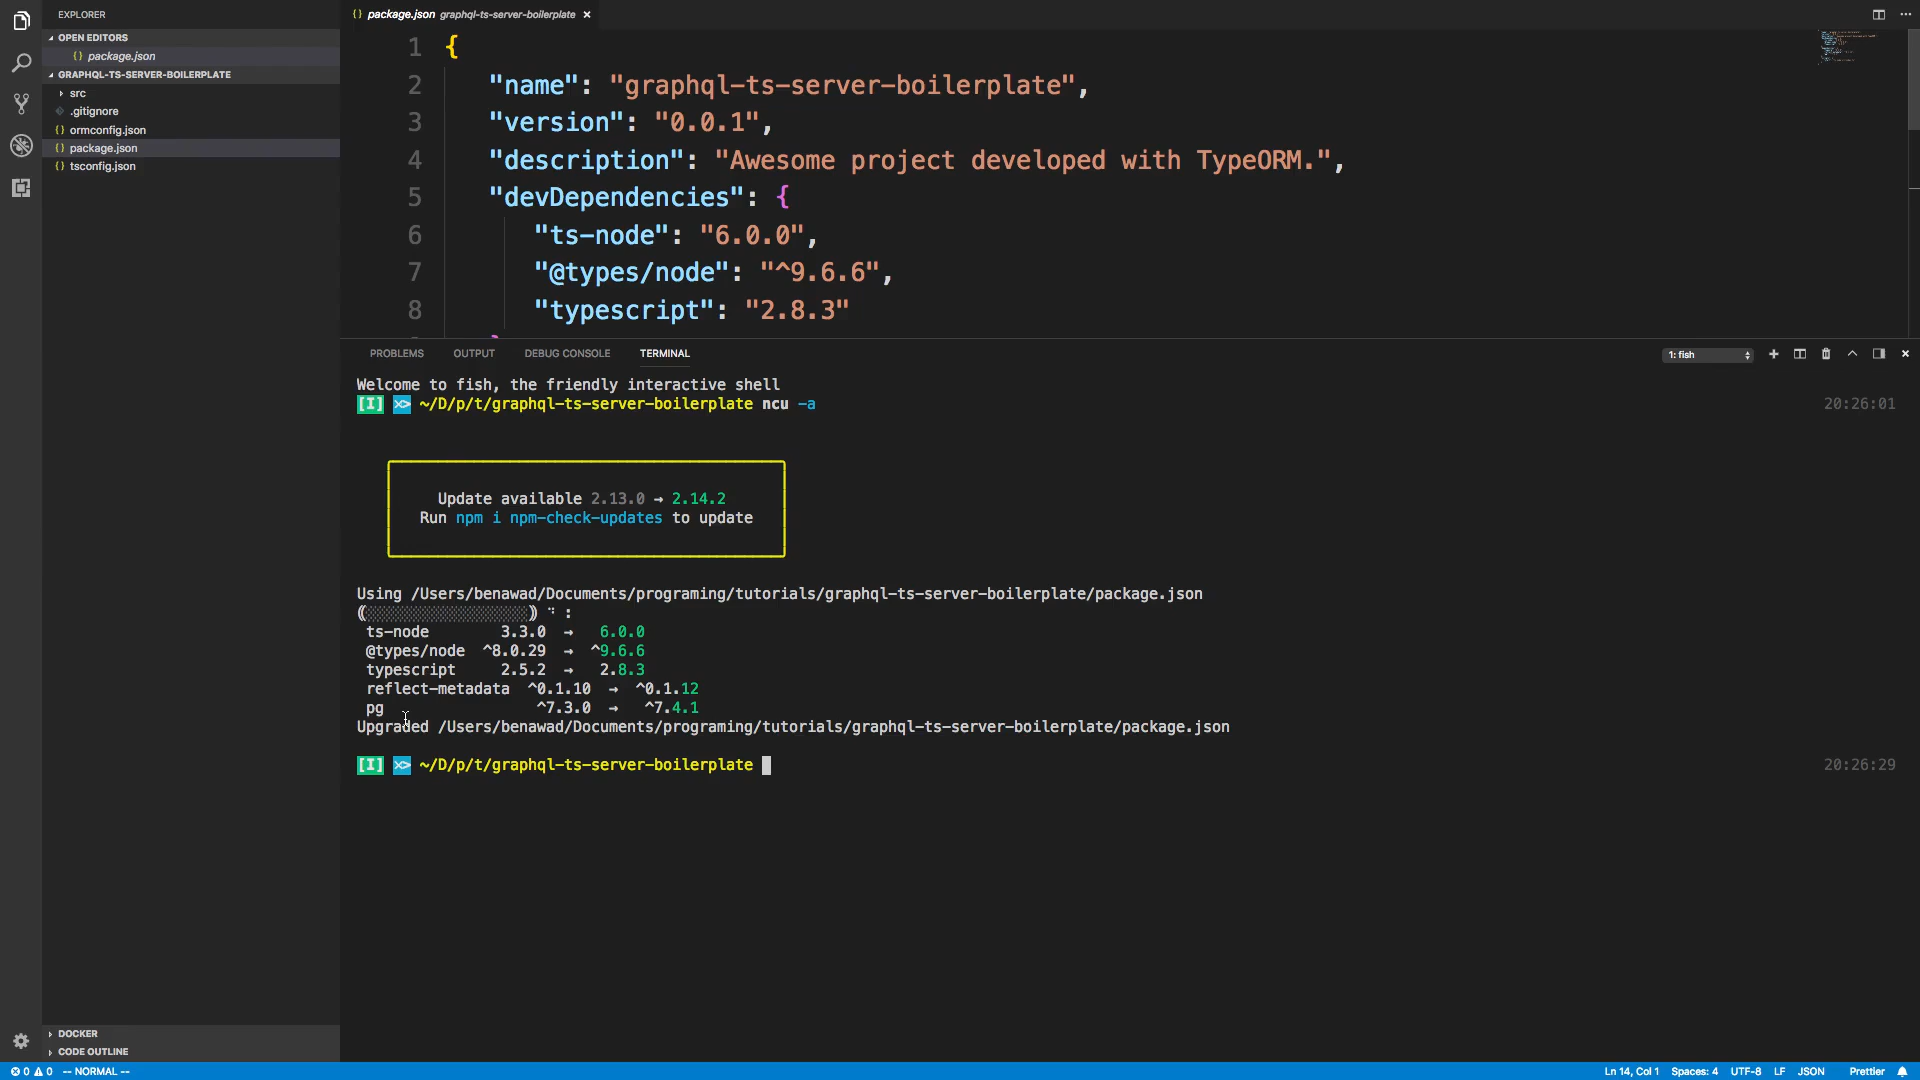 EXPLORER
OPEN EDITORS
{} package.json
GRAPHQL-TS-SERVER-BOILERPLATE
src
.gitignore
{} ormconfig.json
{} package.json
{} tsconfig.json
DOCKER
CODE OUTLINE
{} package.json graphql-ts-server-boilerplate ×
1 {
2 "name": "graphql-ts-server-boilerplate",
3 "version": "0.0.1",
4 "description": "Awesome project developed with TypeORM.",
5 "devDependencies": {
6 "ts-node": "6.0.0",
7 "@types/node": "^9.6.6",
8 "typescript": "2.8.3"
PROBLEMS OUTPUT DEBUG CONSOLE TERMINAL 1: fish
Welcome to fish, the friendly interactive shell
[I] >> ~/D/p/t/graphql-ts-server-boilerplate ncu -a 20:26:01
Update available 2.13.0 → 2.14.2
Run npm i npm-check-updates to update
Using /Users/benawad/Documents/programing/tutorials/graphql-ts-server-boilerplate/package.json
ts-node 3.3.0 → 6.0.0
@types/node ^8.0.29 → ^9.6.6
typescript 2.5.2 → 2.8.3
reflect-metadata ^0.1.10 → ^0.1.12
pg ^7.3.0 → ^7.4.1
Upgraded /Users/benawad/Documents/programing/tutorials/graphql-ts-server-boilerplate/package.json
[I] >> ~/D/p/t/graphql-ts-server-boilerplate 20:26:29
0 0 -- NORMAL -- Ln 14, Col 1 Spaces: 4 UTF-8 LF JSON Prettier